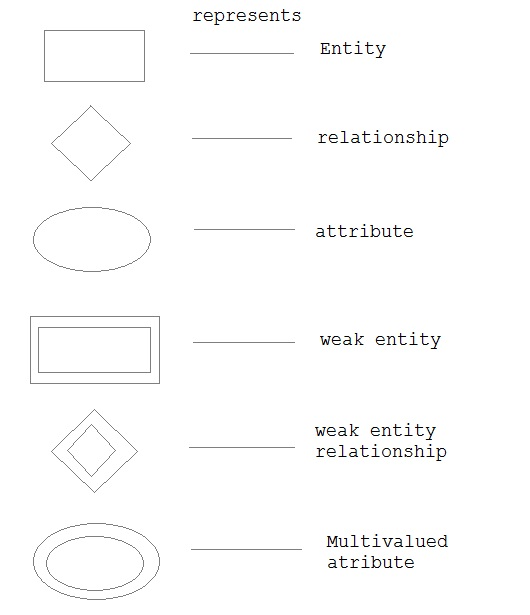 represents
Entity
relationship
attribute
weak entity
weak entity
relationship
Multivalued
atribute